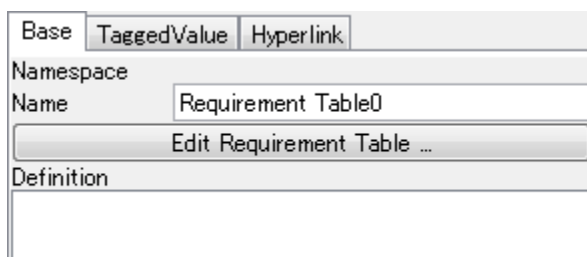 Base TaggedValue Hyperlink
Namespace
Name Requirement Table0
Edit Requirement Table ...
Definition